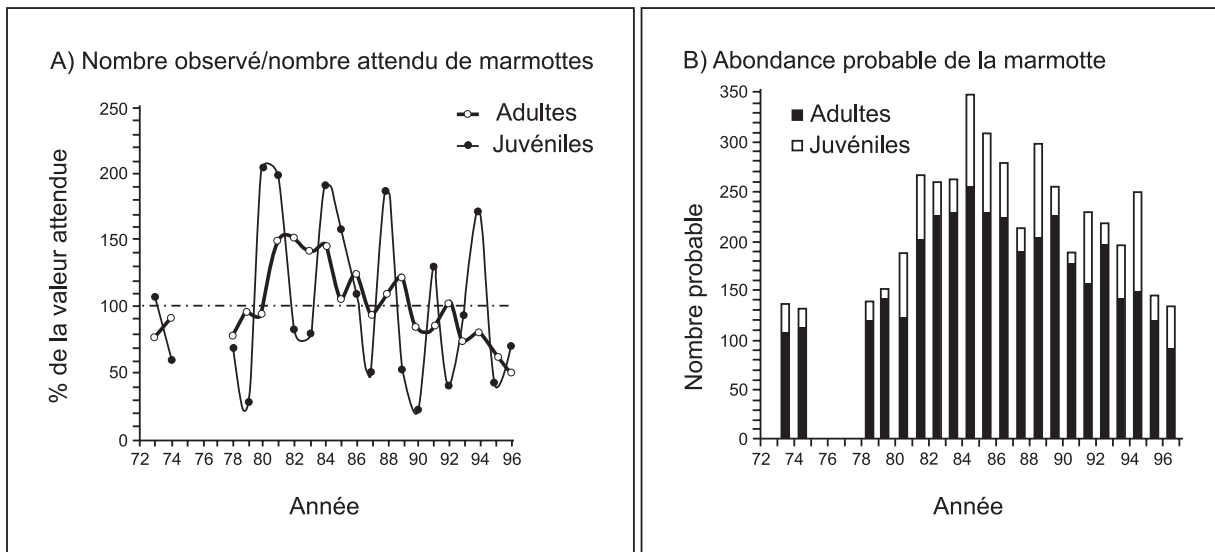 A) Nombre observé/nombre attendu de marmottes
Adultes
Juvéniles
% de la valeur attendue
250
200
150
100
50
0
72 74 76 78 80 82 84 86 88 90 92 94 96
Année
B) Abondance probable de la marmotte
Adultes
Juvéniles
Nombre probable
350
300
250
200
150
100
50
0
72 74 76 78 80 82 84 86 88 90 92 94 96
Année